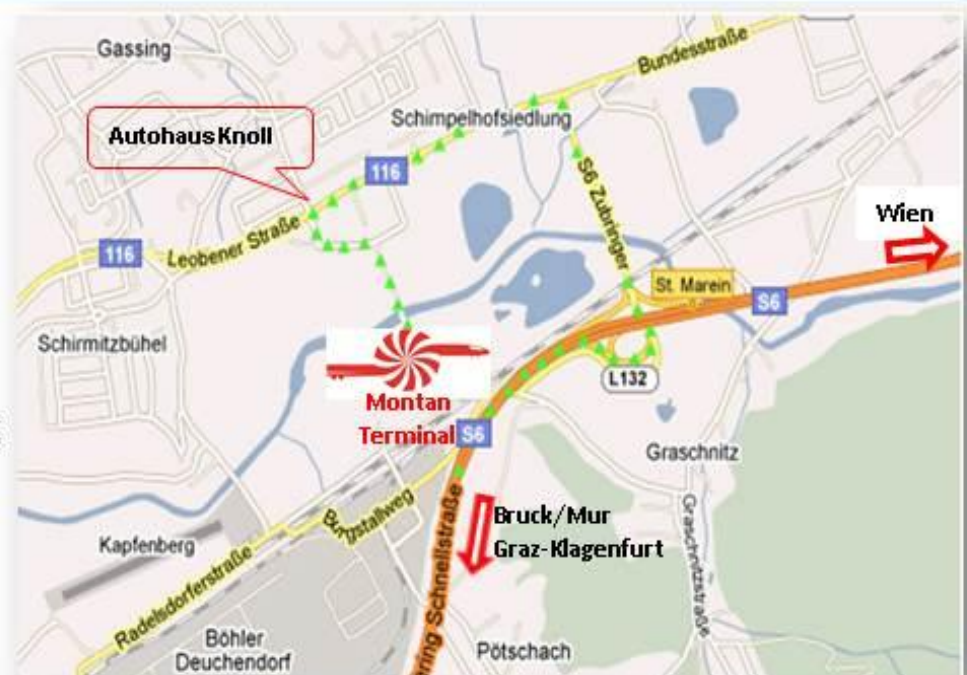 Gassing
Bundesstraße
Autohaus Knoll
Schimpelhofsiedlung
116
S6 Zubringer
Wien
Leobener Straße
116
St. Marein
S6
Schirmitzbühel
L132
Montan
Terminal
S6
Graschnitz
Bruck/Mur
Graz-Klagenfurt
Burgstallweg
Kapfenberg
Graschnitzstraße
Radelsdorferstraße
Schnellstraße
Böhler
Deuchendorf
Pötschach